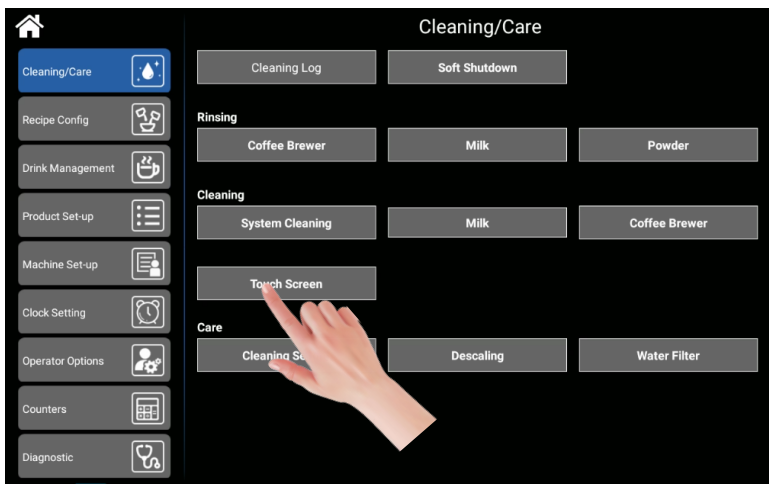 Cleaning/Care
Cleaning/Care
Recipe Config
Drink Management
Product Set-up
Machine Set-up
Clock Setting
Operator Options
Counters
Diagnostic
Cleaning Log
Soft Shutdown
Rinsing
Coffee Brewer
Milk
Powder
Cleaning
System Cleaning
Milk
Coffee Brewer
Touch Screen
Care
Cleaning
Descaling
Water Filter